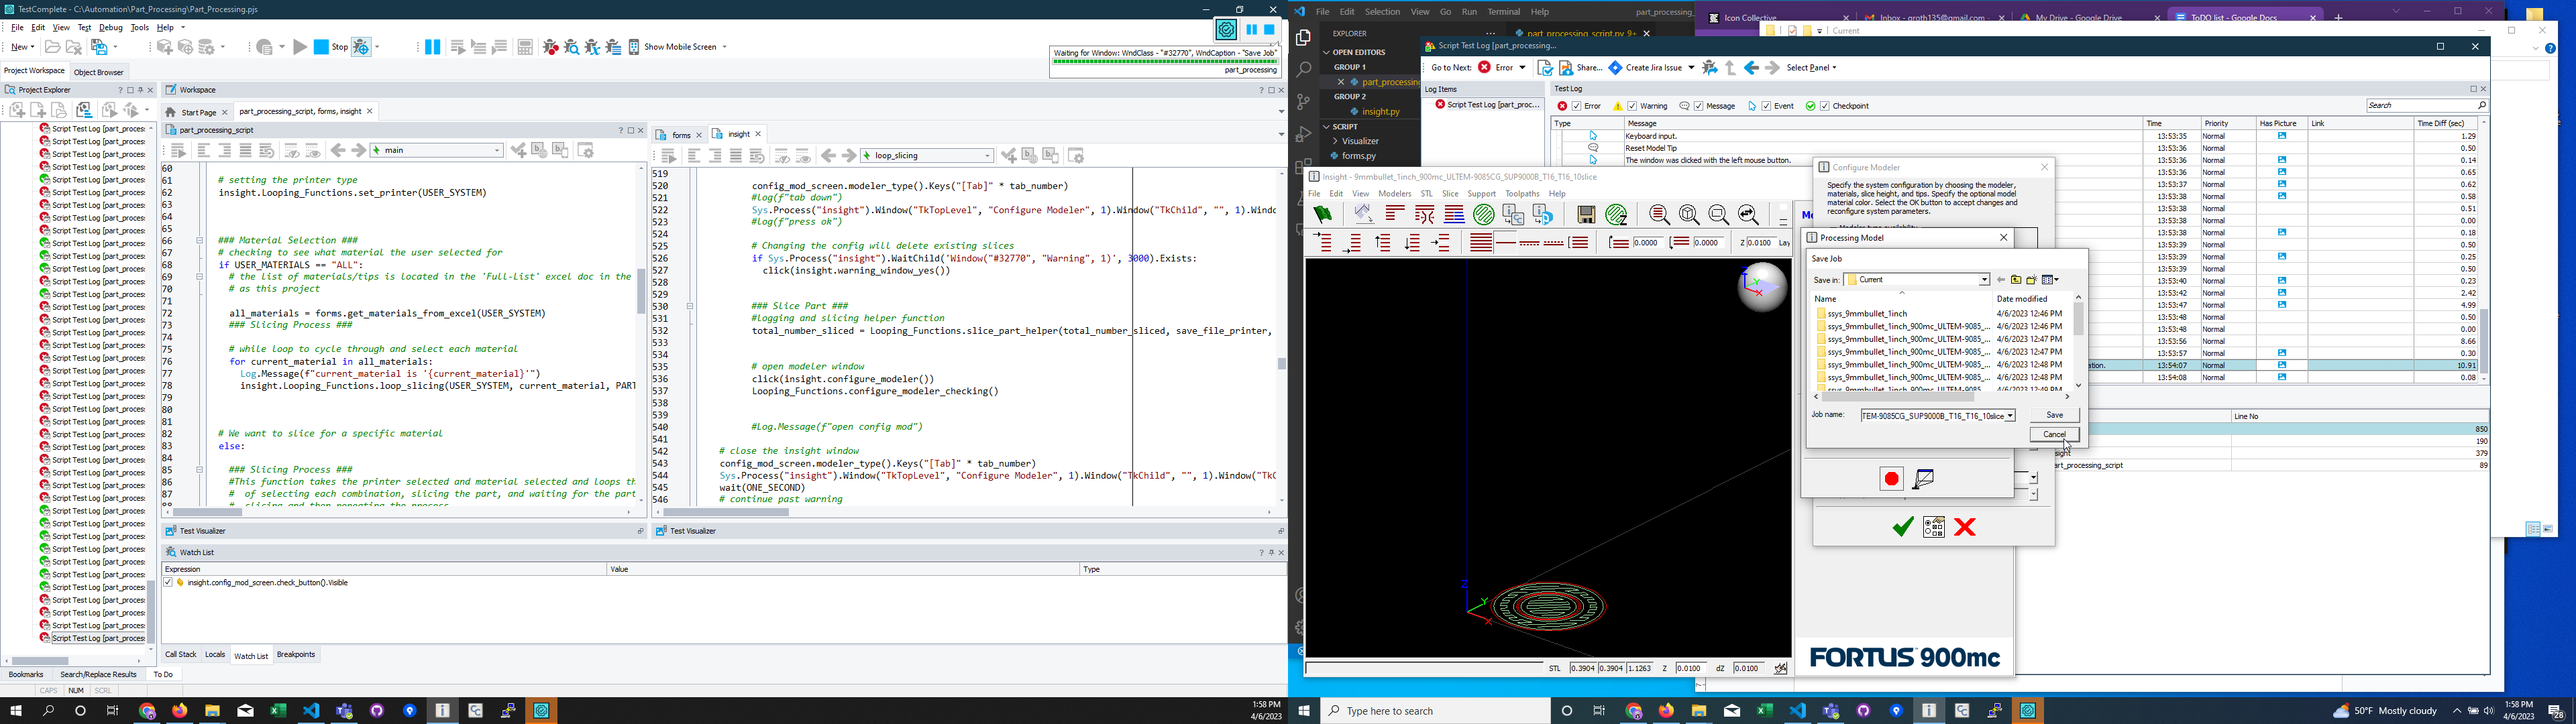 TestComplete - C:\Automation\Part_Processing\Part_Processing.pjs
File Edit View Test Debug Tools Help
New
Stop
Show Mobile Screen
Waiting for Window: WndClass - "#32770", WndCaption - "Save Job"
part_processing
Project Workspace Object Browser
Project Explorer
Workspace
Start Page
part_processing_script, forms, insight
part_processing_script
forms
insight
main
loop_slicing
Script Test Log [part_process
60
61 # setting the printer type
62 insight.Looping_Functions.set_printer(USER_SYSTEM)
63
64
65
66 ### Material Selection ###
67 # checking to see what material the user selected for
68 if USER_MATERIALS == "ALL":
69 # the list of materials/tips is located in the 'Full-List' excel doc in the
70 # as this project
71
72 all_materials = forms.get_materials_from_excel(USER_SYSTEM)
73 ### Slicing Process ###
74
75 # while loop to cycle through and select each material
76 for current_material in all_materials:
77 Log.Message(f"current_material is '{current_material}'")
78 insight.Looping_Functions.loop_slicing(USER_SYSTEM, current_material, PART
79
80
81
82 # We want to slice for a specific material
83 else:
84
85 ### Slicing Process ###
86 #This function takes the printer selected and material selected and loops th
87 # of selecting each combination, slicing the part, and waiting for the part
88 # slicing and then repeating the process
519
520 config_mod_screen.modeler_type().Keys("[Tab]" * tab_number)
521 #log(f"tab down")
522 Sys.Process("insight").Window("TkTopLevel", "Configure Modeler", 1).Window("TkChild", "", 1).Windo
523 #log(f"press ok")
524
525 # Changing the config will delete existing slices
526 if Sys.Process("insight").WaitChild('Window("#32770", "Warning", 1)', 3000).Exists:
527 click(insight.warning_window_yes())
528
529
530 ### Slice Part ###
531 #logging and slicing helper function
532 total_number_sliced = Looping_Functions.slice_part_helper(total_number_sliced, save_file_printer,
533
534
535 # open modeler window
536 click(insight.configure_modeler())
537 Looping_Functions.configure_modeler_checking()
538
539
540 #Log.Message(f"open config mod")
541
542 # close the insight window
543 config_mod_screen.modeler_type().Keys("[Tab]" * tab_number)
544 Sys.Process("insight").Window("TkTopLevel", "Configure Modeler", 1).Window("TkChild", "", 1).Window("TkC
545 wait(ONE_SECOND)
546 # continue past warning
Test Visualizer
Test Visualizer
Watch List
Expression Value Type
insight.config_mod_screen.check_button().Visible
Call Stack Locals Watch List Breakpoints
Bookmarks Search/Replace Results To Do
CAPS NUM SCRL
1:58 PM
4/6/2023
File Edit Selection View Go Run Terminal Help
part_processing_
EXPLORER
part_processing_script.py 9+
OPEN EDITORS
GROUP 1
part_processing
GROUP 2
insight.py
SCRIPT
Visualizer
forms.py
Icon Collective
Inbox - groth135@gmail.com -
My Drive - Google Drive
ToDO list - Google Docs
Current
Script Test Log [part_processing...
Go to Next: Error
Share...
Create Jira Issue
Select Panel
Log Items
Script Test Log [part_proc...
Test Log
Error Warning Message Event Checkpoint
Search
Type Message Time Priority Has Picture Link Time Diff (sec)
Keyboard input. 13:53:35 Normal 1.29
Reset Model Tip 13:53:36 Normal 0.50
The window was clicked with the left mouse button. 13:53:36 Normal 0.14
13:53:36 Normal 0.65
13:53:37 Normal 0.62
13:53:38 Normal 0.58
13:53:38 Normal 0.51
13:53:38 Normal 0.00
13:53:38 Normal 0.18
13:53:39 Normal 0.50
13:53:39 Normal 0.25
13:53:39 Normal 0.50
13:53:40 Normal 0.23
13:53:42 Normal 2.42
13:53:47 Normal 4.99
13:53:48 Normal 0.50
13:53:48 Normal 0.00
13:53:56 Normal 8.66
13:53:57 Normal 0.30
ation. 13:54:07 Normal 10.91
13:54:08 Normal 0.08
Line No
850
190
379
part_processing_script 89
Insight - 9mmbullet_1inch_900mc_ULTEM-9085CG_SUP9000B_T16_T16_10slice
File Edit View Modelers STL Slice Support Toolpaths Help
0.0000 0.0000 Z 0.0100 Lay
Configure Modeler
Specify the system configuration by choosing the modeler,
materials, slice height, and tips. Specify the optional model
material color. Select the OK button to accept changes and
reconfigure system parameters.
Processing Model
Save Job
Save in: Current
Name Date modified
ssys_9mmbullet_1inch 4/6/2023 12:46 PM
ssys_9mmbullet_1inch_900mc_ULTEM-9085_... 4/6/2023 12:46 PM
ssys_9mmbullet_1inch_900mc_ULTEM-9085_... 4/6/2023 12:47 PM
ssys_9mmbullet_1inch_900mc_ULTEM-9085_... 4/6/2023 12:47 PM
ssys_9mmbullet_1inch_900mc_ULTEM-9085_... 4/6/2023 12:48 PM
ssys_9mmbullet_1inch_900mc_ULTEM-9085_... 4/6/2023 12:48 PM
Job name: TEM-9085CG_SUP9000B_T16_T16_10slice
Save
Cancel
Z
Y
X
FORTUS 900mc
STL 0.3904 0.3904 1.1263 Z 0.0100 dZ 0.0100
Type here to search
50°F Mostly cloudy
1:58 PM
4/6/2023